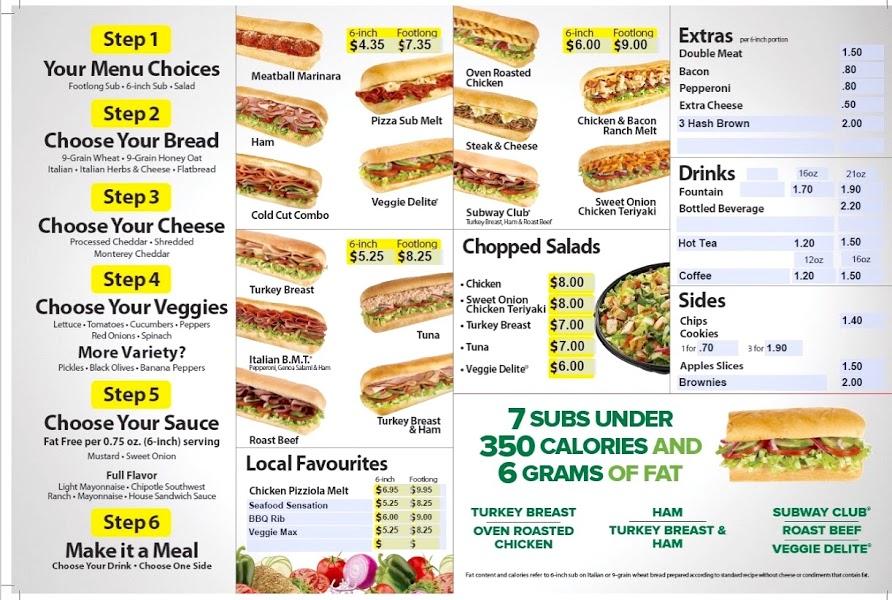 Step 1
Your Menu Choices
Footlong Sub • 6-inch Sub • Salad
Step 2
Choose Your Bread
9-Grain Wheat • 9-Grain Honey Oat
Italian • Italian Herbs & Cheese • Flatbread
Step 3
Choose Your Cheese
Processed Cheddar • Shredded
Monterey Cheddar
Step 4
Choose Your Veggies
Lettuce • Tomatoes • Cucumbers • Peppers
Red Onions • Spinach
More Variety?
Pickles • Black Olives • Banana Peppers
Step 5
Choose Your Sauce
Fat Free per 0.75 oz. (6-inch) serving
Mustard • Sweet Onion
Full Flavor
Light Mayonnaise • Chipotle Southwest
Ranch • Mayonnaise • House Sandwich Sauce
Step 6
Make it a Meal
Choose Your Drink • Choose One Side
6-inch Footlong
$4.35 $7.35
Meatball Marinara
Pizza Sub Melt
Ham
Veggie Delite®
Cold Cut Combo
6-inch Footlong
$5.25 $8.25
Turkey Breast
Tuna
Italian B.M.T.®
Pepperoni, Genoa Salami & Ham
Turkey Breast
& Ham
Roast Beef
Local Favourites
6-inch Footlong
Chicken Pizziola Melt $6.95 $9.95
Seafood Sensation $5.25 $8.25
BBQ Rib $6.00 $9.00
Veggie Max $5.25 $8.25
$ $
6-inch Footlong
$6.00 $9.00
Oven Roasted
Chicken
Chicken & Bacon
Ranch Melt
Steak & Cheese
Sweet Onion
Chicken Teriyaki
Subway Club®
Turkey Breast, Ham & Roast Beef
Chopped Salads
• Chicken $8.00
• Sweet Onion
Chicken Teriyaki $8.00
• Turkey Breast $7.00
• Tuna $7.00
• Veggie Delite® $6.00
Extras per 6-inch portion
Double Meat 1.50
Bacon .80
Pepperoni .80
Extra Cheese .50
3 Hash Brown 2.00
Drinks 16oz 21oz
Fountain 1.70 1.90
Bottled Beverage 2.20
Hot Tea 1.20 1.50
12oz 16oz
Coffee 1.20 1.50
Sides
Chips 1.40
Cookies
1 for .70 3 for 1.90
Apples Slices 1.50
Brownies 2.00
7 SUBS UNDER
350 CALORIES AND
6 GRAMS OF FAT
TURKEY BREAST
OVEN ROASTED
CHICKEN
HAM
TURKEY BREAST &
HAM
SUBWAY CLUB®
ROAST BEEF
VEGGIE DELITE®
Fat content and calories refer to 6-inch sub on Italian or 9-grain wheat bread prepared according to standard recipe without cheese or condiments that contain fat.